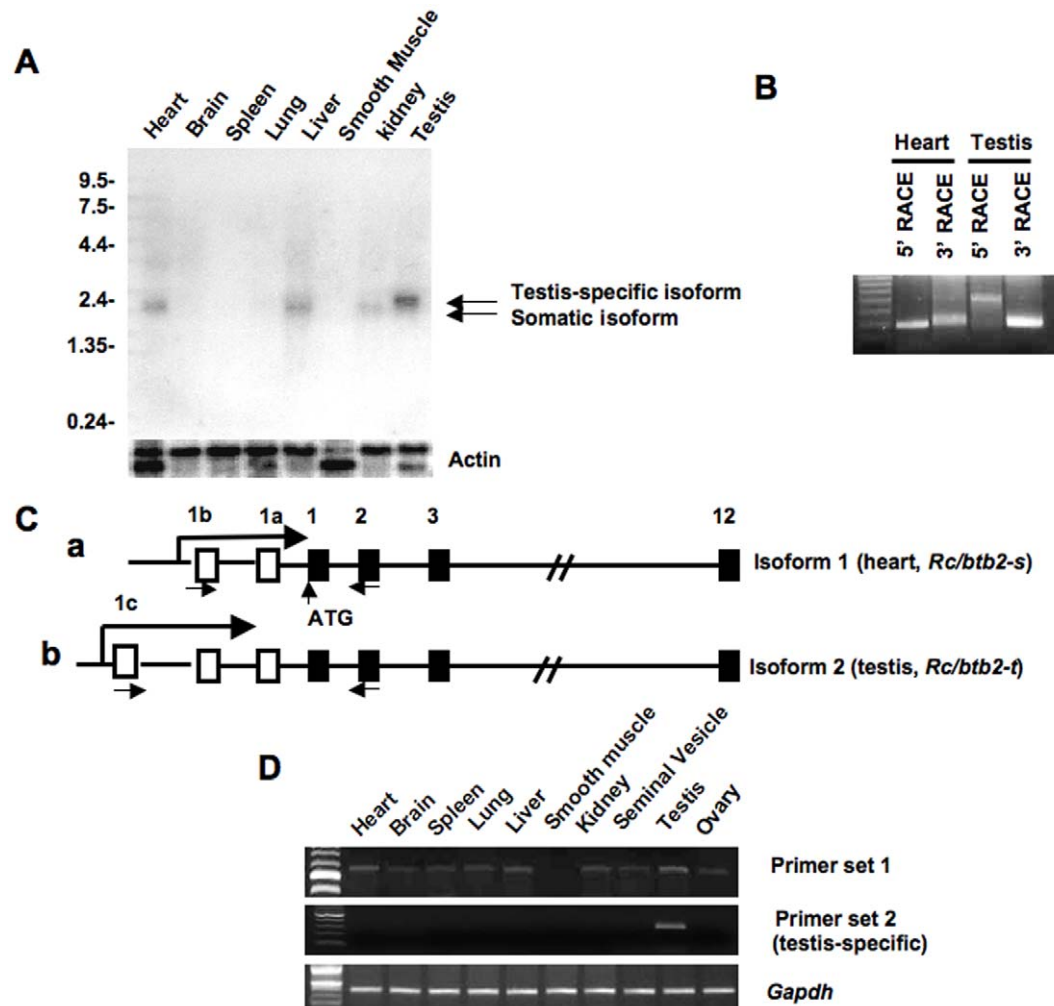 A
Heart
Brain
Spleen
Lung
Liver
Smooth Muscle
kidney
Testis
9.5-
7.5-
4.4-
2.4-
1.35-
0.24-
Testis-specific isoform
Somatic isoform
Actin
B
Heart Testis
5' RACE
3' RACE
5' RACE
3' RACE
C
1b 1a 1 2 3 12
a
Isoform 1 (heart, Rc/btb2-s)
ATG
1c
b
Isoform 2 (testis, Rc/btb2-t)
D
Heart
Brain
Spleen
Lung
Liver
Smooth muscle
Kidney
Seminal Vesicle
Testis
Ovary
Primer set 1
Primer set 2
(testis-specific)
Gapdh